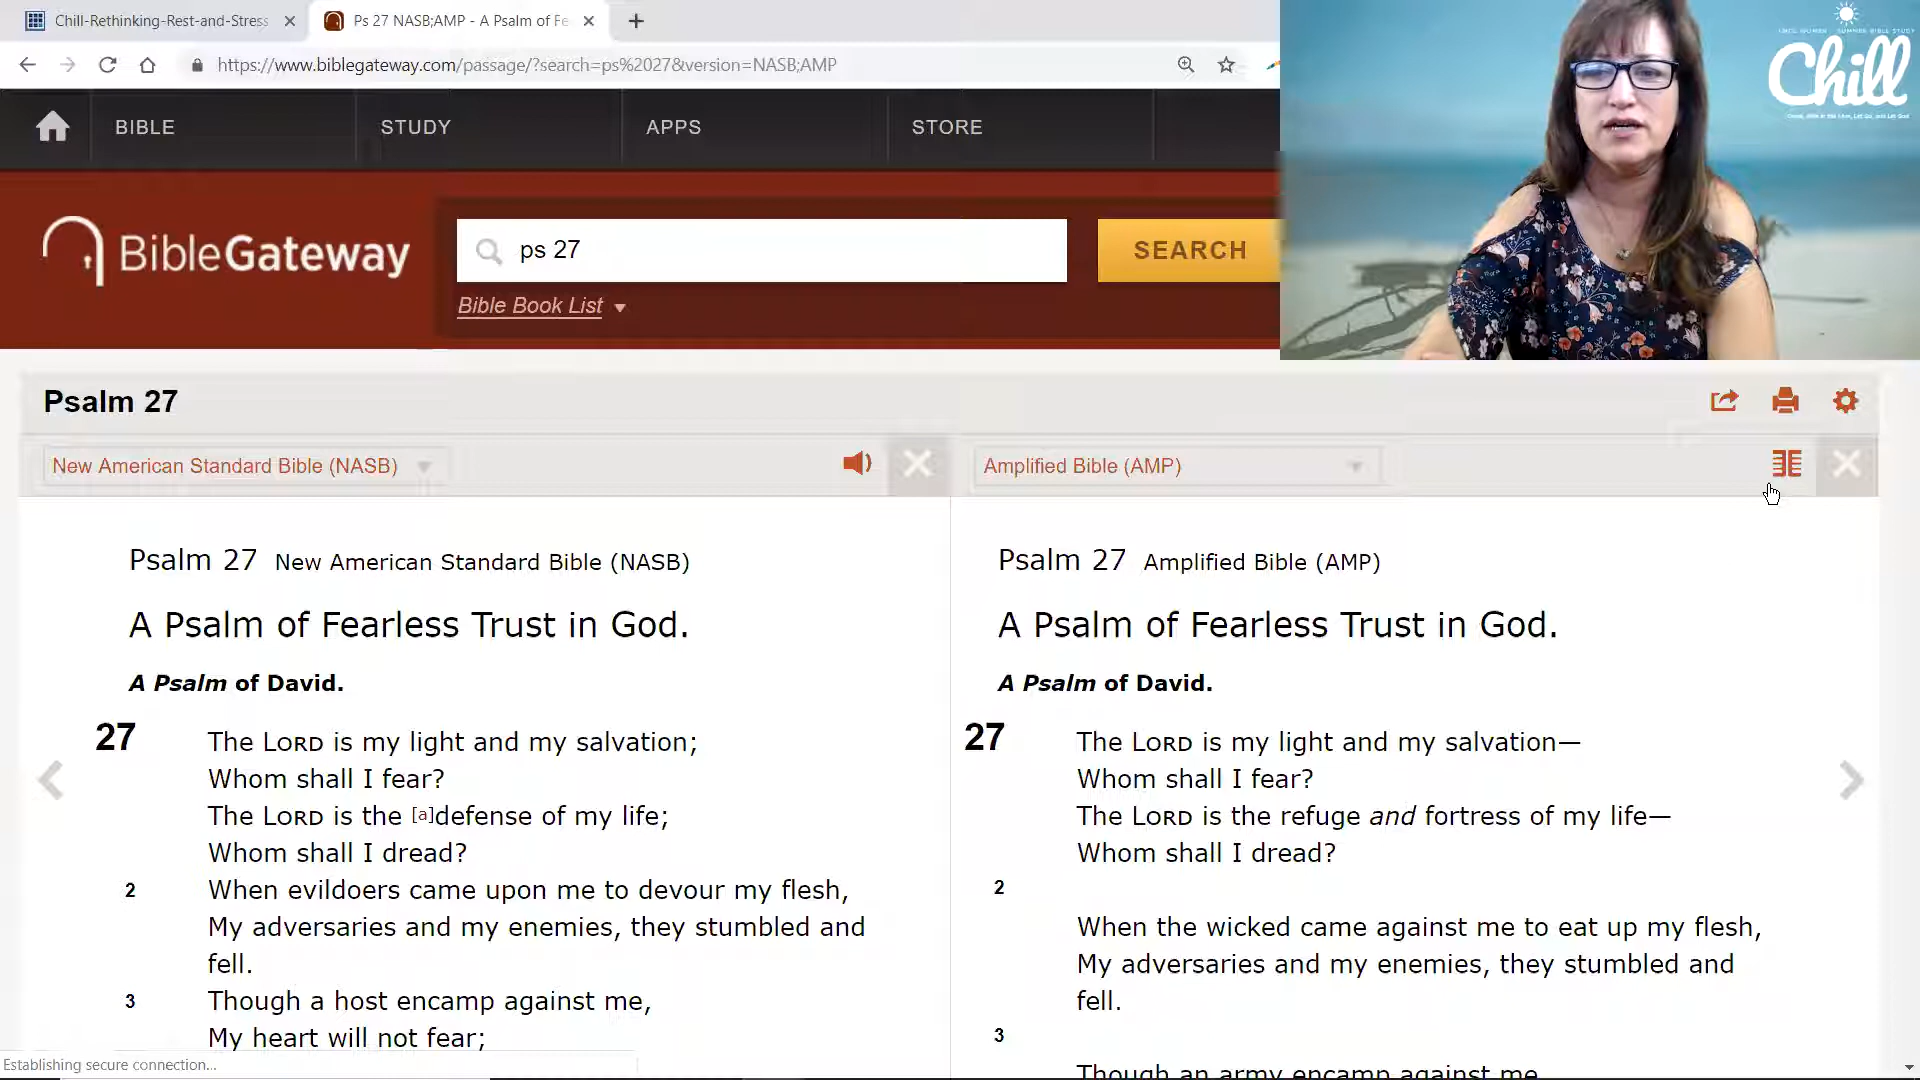 Chill-Rethinking-Rest-and-Stress
Ps 27 NASB;AMP - A Psalm of Fe
https://www.biblegateway.com/passage/?search=ps%2027&version=NASB;AMP
BIBLE
STUDY
APPS
STORE
BibleGateway
ps 27
SEARCH
Bible Book List
Chill
Psalm 27
New American Standard Bible (NASB)
Amplified Bible (AMP)
Psalm 27 New American Standard Bible (NASB)
A Psalm of Fearless Trust in God.
A Psalm of David.
27 The LORD is my light and my salvation;
Whom shall I fear?
The LORD is the [a]defense of my life;
Whom shall I dread?
2 When evildoers came upon me to devour my flesh,
My adversaries and my enemies, they stumbled and
fell.
3 Though a host encamp against me,
My heart will not fear;
Psalm 27 Amplified Bible (AMP)
A Psalm of Fearless Trust in God.
A Psalm of David.
27 The LORD is my light and my salvation—
Whom shall I fear?
The LORD is the refuge and fortress of my life—
Whom shall I dread?
2
When the wicked came against me to eat up my flesh,
My adversaries and my enemies, they stumbled and
fell.
3
Though an army encamp against me
Establishing secure connection...